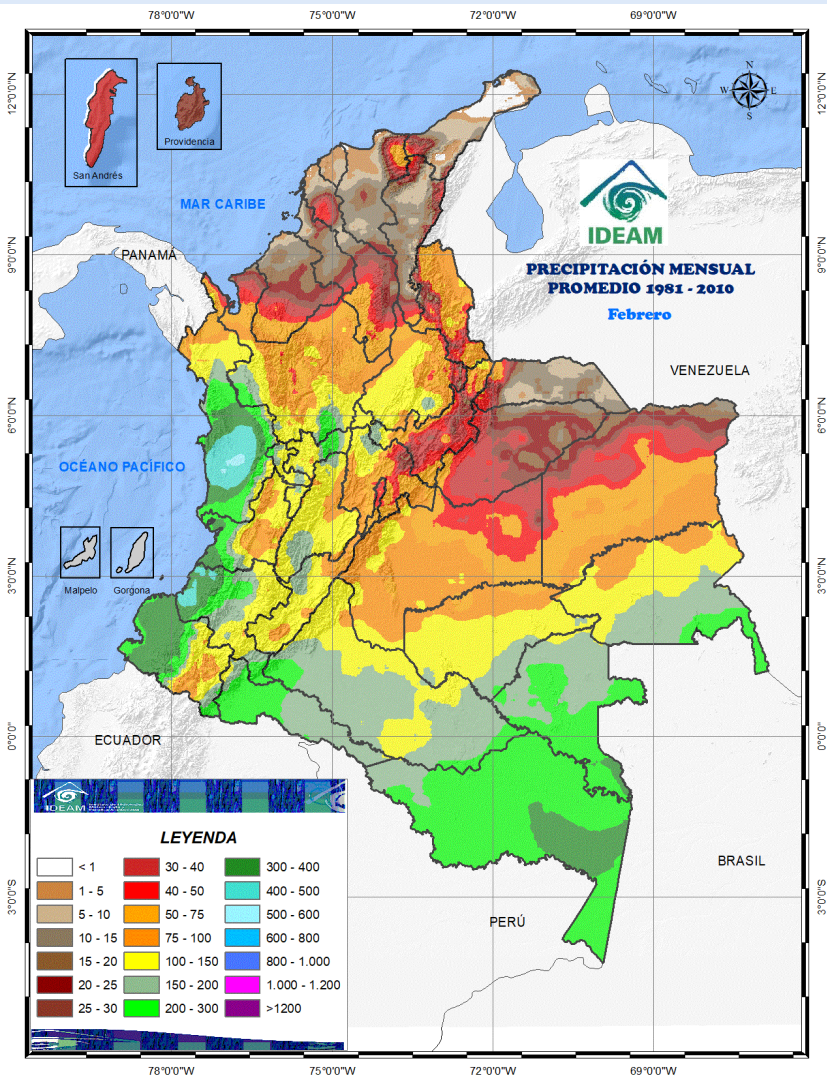 78°0'0"W 75°0'0"W 72°0'0"W 69°0'0"W
12°0'0"N 12°0'0"N
N
W E
S
San Andrés
Providencia
MAR CARIBE
IDEAM
9°0'0"N 9°0'0"N
PANAMÁ
PRECIPITACIÓN MENSUAL
PROMEDIO 1981 - 2010
Febrero
VENEZUELA
6°0'0"N 6°0'0"N
OCÉANO PACÍFICO
3°0'0"N 3°0'0"N
Malpelo Gorgona
0°0'0" 0°0'0"
ECUADOR
IDEAM
LEYENDA
< 1 30 - 40 300 - 400
1 - 5 40 - 50 400 - 500
5 - 10 50 - 75 500 - 600
10 - 15 75 - 100 600 - 800
15 - 20 100 - 150 800 - 1.000
20 - 25 150 - 200 1.000 - 1.200
25 - 30 200 - 300 >1200
BRASIL
3°0'0"S 3°0'0"S
PERÚ
78°0'0"W 75°0'0"W 72°0'0"W 69°0'0"W